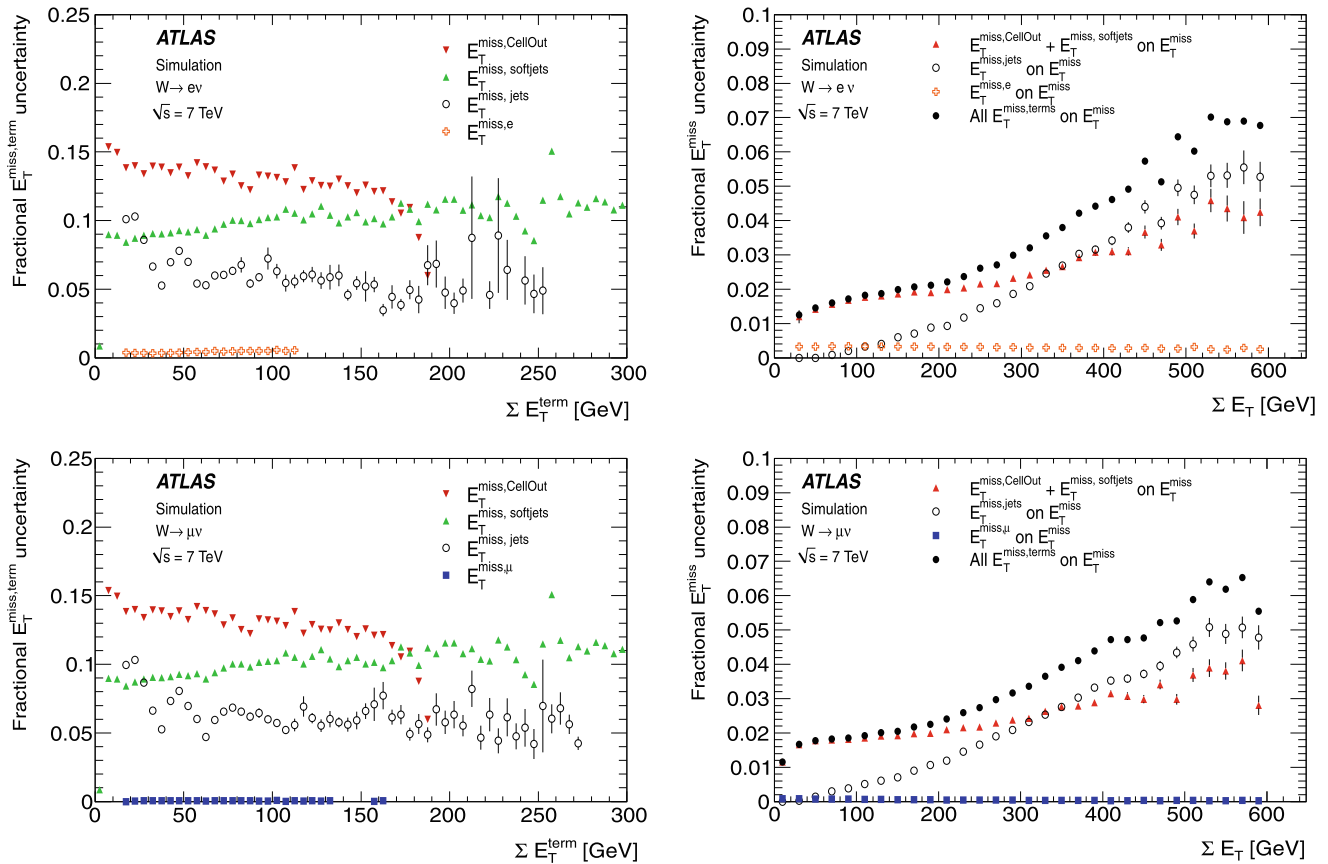 Fractional E_T^miss,term uncertainty
0.25
0.2
0.15
0.1
0.05
0
ATLAS
Simulation
W→ eν
√s = 7 TeV
E_T^miss,CellOut
E_T^miss, softjets
E_T^miss, jets
E_T^miss,e
0 50 100 150 200 250 300
Σ E_T^term [GeV]
Fractional E_T^miss uncertainty
0.1
0.09
0.08
0.07
0.06
0.05
0.04
0.03
0.02
0.01
0
ATLAS
Simulation
W→ e ν
√s = 7 TeV
E_T^miss,CellOut + E_T^miss, softjets on E_T^miss
E_T^miss,jets on E_T^miss
E_T^miss,e on E_T^miss
All E_T^miss,terms on E_T^miss
0 100 200 300 400 500 600
Σ E_T [GeV]
Fractional E_T^miss,term uncertainty
0.25
0.2
0.15
0.1
0.05
0
ATLAS
Simulation
W→ μν
√s = 7 TeV
E_T^miss,CellOut
E_T^miss, softjets
E_T^miss, jets
E_T^miss,μ
0 50 100 150 200 250 300
Σ E_T^term [GeV]
Fractional E_T^miss uncertainty
0.1
0.09
0.08
0.07
0.06
0.05
0.04
0.03
0.02
0.01
0
ATLAS
Simulation
W→ μν
√s = 7 TeV
E_T^miss,CellOut + E_T^miss, softjets on E_T^miss
E_T^miss,jets on E_T^miss
E_T^miss,μ on E_T^miss
All E_T^miss,terms on E_T^miss
0 100 200 300 400 500 600
Σ E_T [GeV]